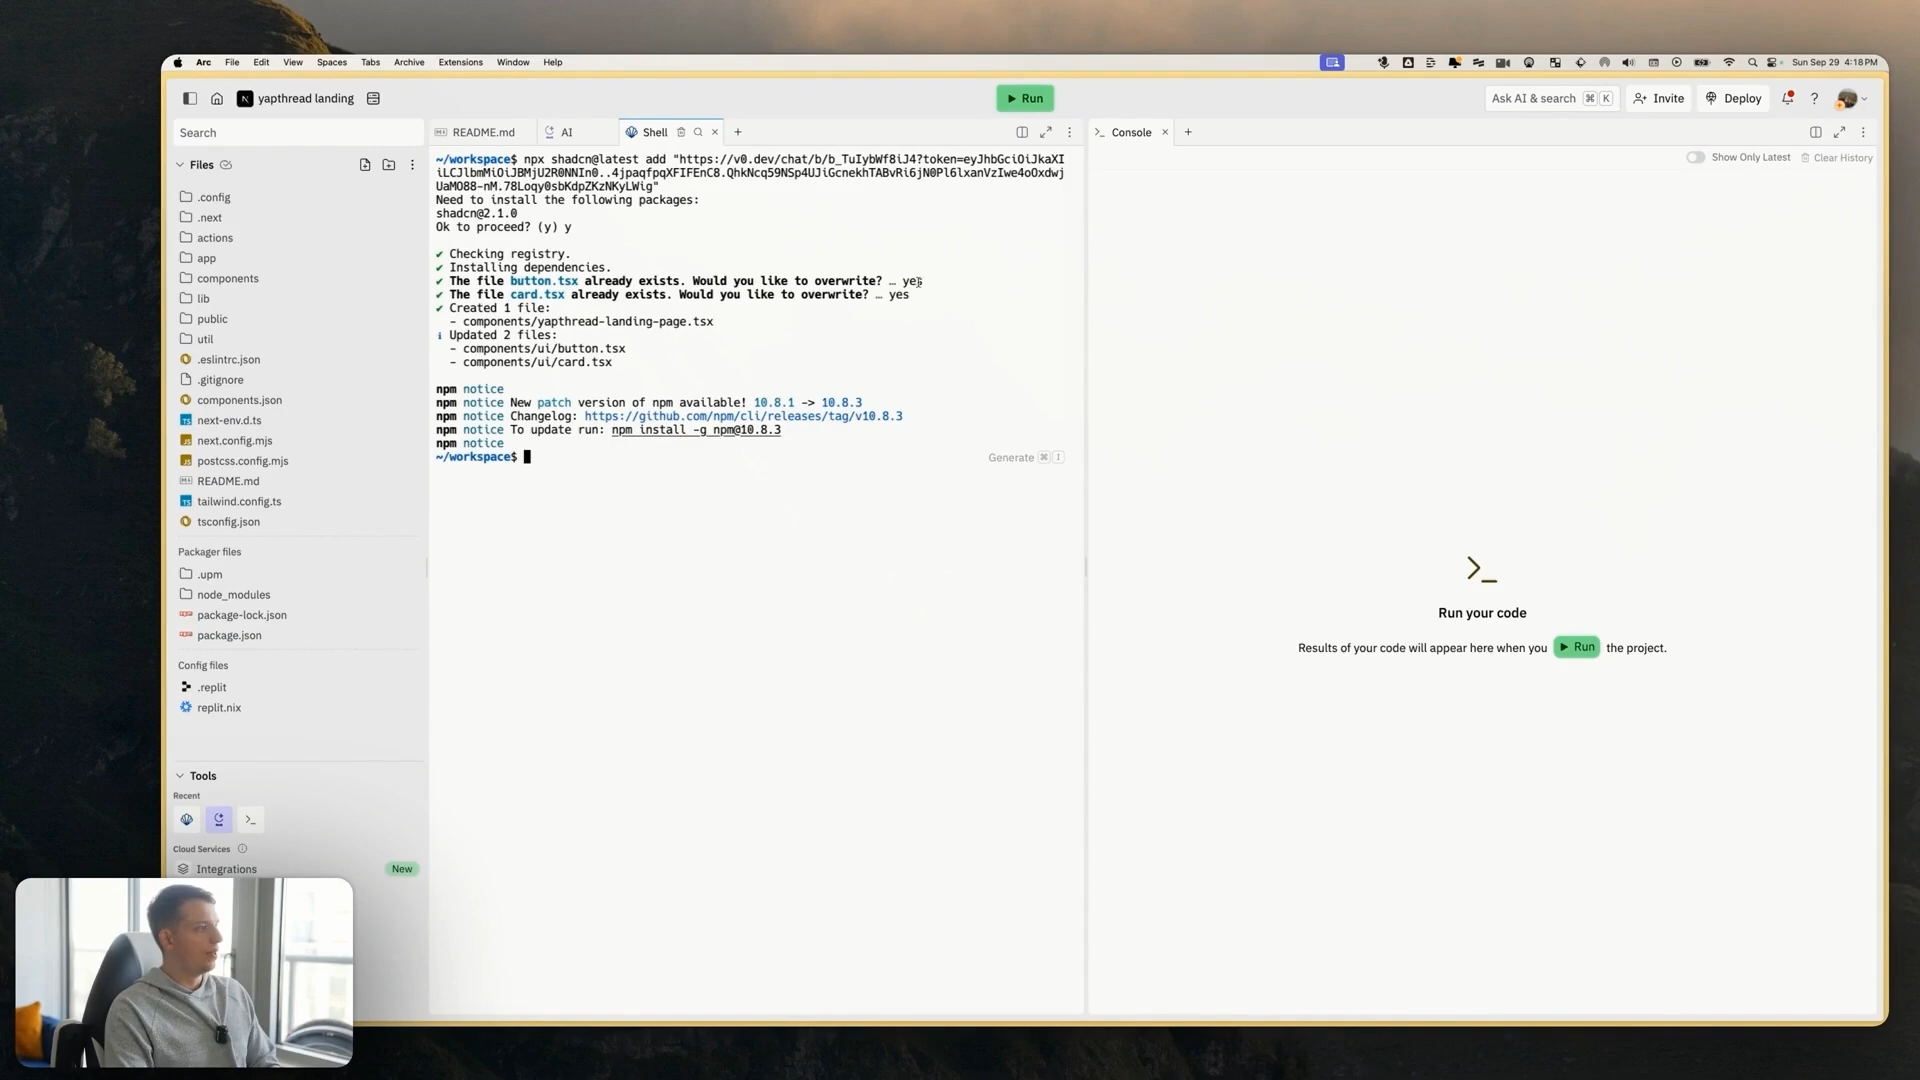 Arc File Edit View Spaces Tabs Archive Extensions Window Help
Sun Sep 29 4:18 PM
yapthread landing
Run
Ask AI & search ⌘ K
Invite
Deploy
Search
README.md
AI
Shell
Console
Show Only Latest
Clear History
Files
.config
.next
actions
app
components
lib
public
util
.eslintrc.json
.gitignore
components.json
next-env.d.ts
next.config.mjs
postcss.config.mjs
README.md
tailwind.config.ts
tsconfig.json
Packager files
.upm
node_modules
package-lock.json
package.json
Config files
.replit
replit.nix
Tools
Recent
Cloud Services
Integrations New
~/workspace$ npx shadcn@latest add "https://v0.dev/chat/b/b_TuIybWf8iJ4?token=eyJhbGciOiJkaXI
iLCJlbmMiOiJBMjU2R0NNIn0..4jpaqfpqXFIFEnC8.QhkNcq59NSp4UJiGcnekhTABvRi6jN0Pl6lxanVzIwe4oOxdwj
UaMO88-nM.78Loqy0sbKdpZKzNKyLWig"
Need to install the following packages:
shadcn@2.1.0
Ok to proceed? (y) y
✔ Checking registry.
✔ Installing dependencies.
✔ The file button.tsx already exists. Would you like to overwrite? … yes
✔ The file card.tsx already exists. Would you like to overwrite? … yes
✔ Created 1 file:
- components/yapthread-landing-page.tsx
ℹ Updated 2 files:
- components/ui/button.tsx
- components/ui/card.tsx
npm notice
npm notice New patch version of npm available! 10.8.1 -> 10.8.3
npm notice Changelog: https://github.com/npm/cli/releases/tag/v10.8.3
npm notice To update run: npm install -g npm@10.8.3
npm notice
~/workspace$
Generate ⌘ I
Run your code
Results of your code will appear here when you Run the project.